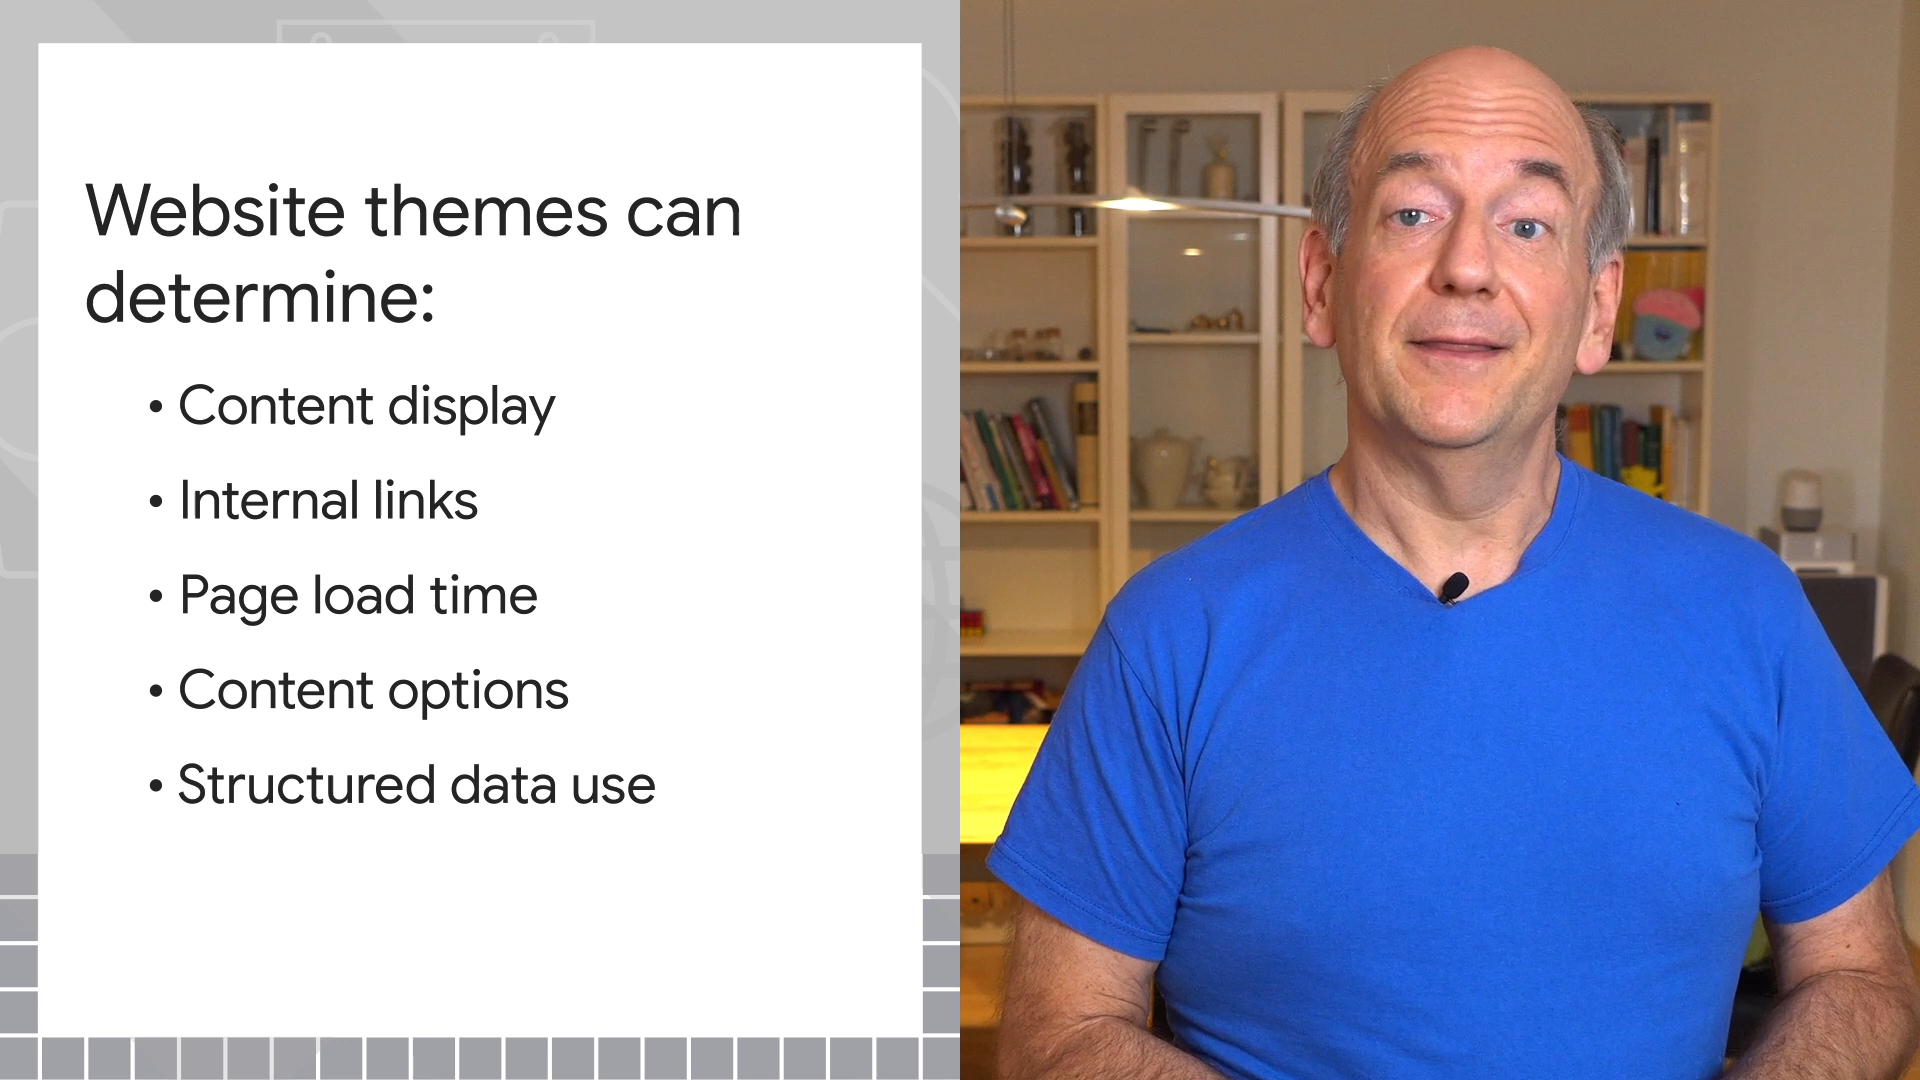 Website themes can
determine:
• Content display
• Internal links
• Page load time
• Content options
• Structured data use